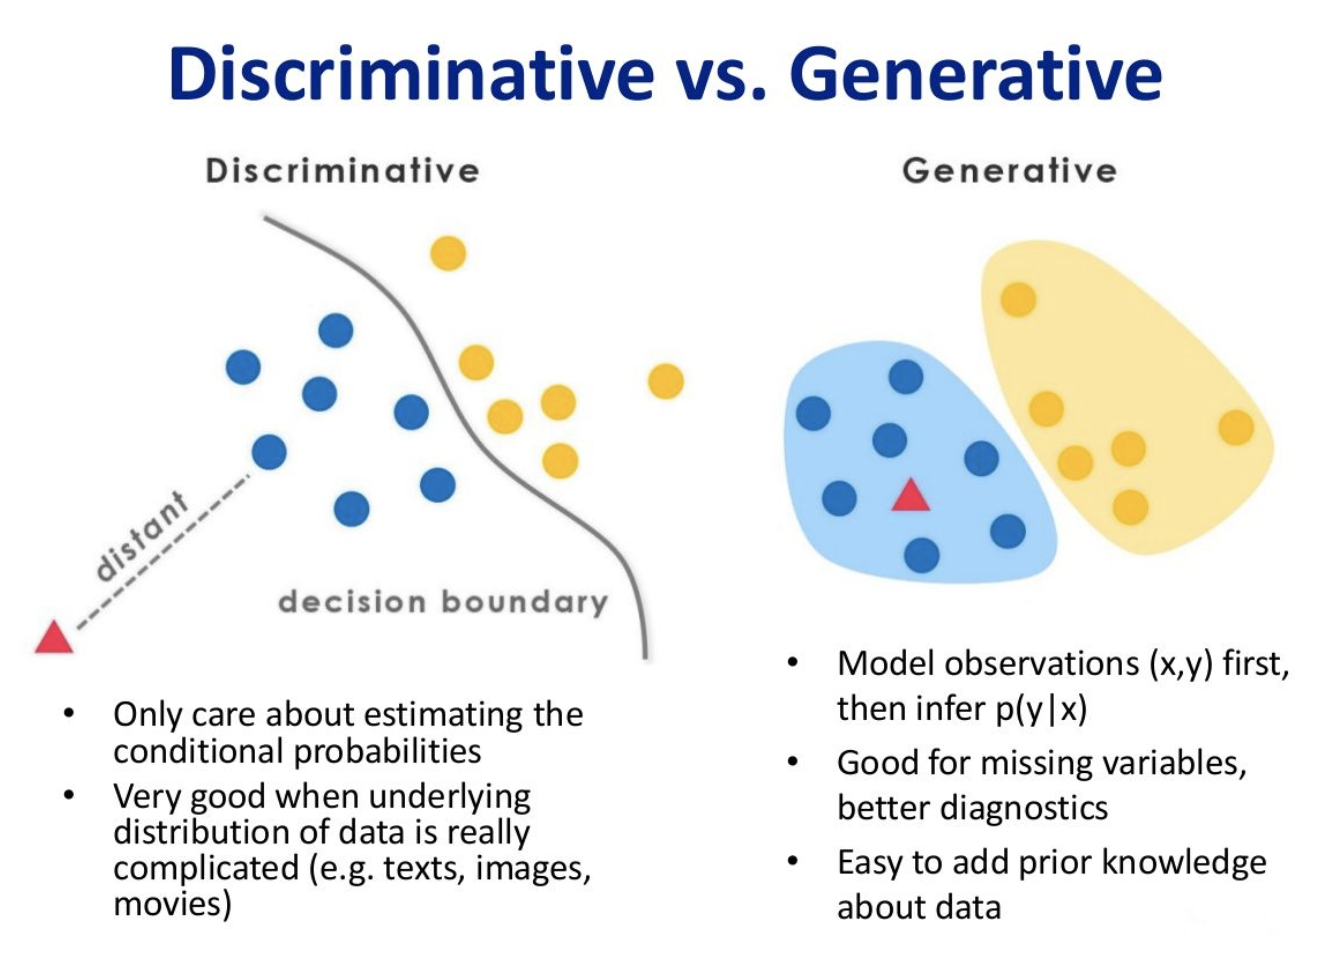 Discriminative vs. Generative
Discriminative
distant
decision boundary
• Only care about estimating the
conditional probabilities
• Very good when underlying
distribution of data is really
complicated (e.g. texts, images,
movies)
Generative
• Model observations (x,y) first,
then infer p(y|x)
• Good for missing variables,
better diagnostics
• Easy to add prior knowledge
about data